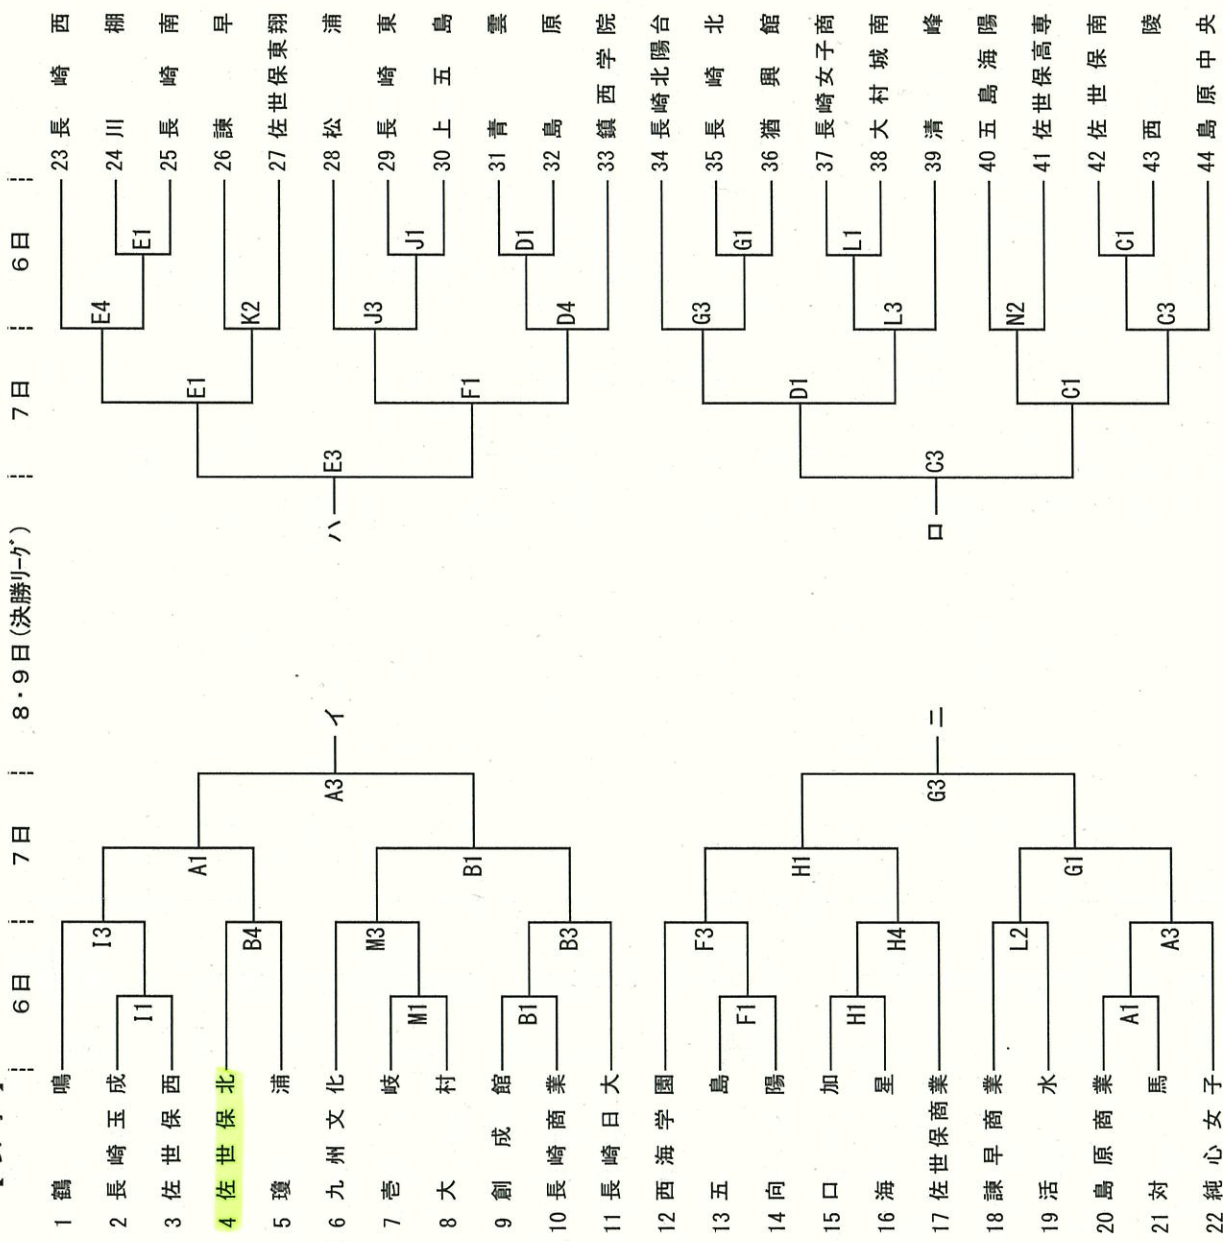 6日
7日
8・9日(決勝リーグ)
7日
6日
1 鶴鳴
2 長崎玉成
3 佐世保西
4 佐世保北
5 瓊浦
6 九州文化
7 壱岐
8 大村
9 創成館
10 長崎商業
11 長崎日大
12 西海学園
13 五島
14 向陽
15 口加
16 海星
17 佐世保商業
18 諫早商業
19 活水
20 島原商業
21 対馬
22 純心女子
I1
I3
B4
A1
M1
M3
B1
B3
B1
A3
イ
F1
F3
H1
H4
H1
L2
A1
A3
G1
G3
ニ
23 長崎西
24 川棚
25 長崎南
26 諫早
27 佐世保東翔
28 松浦
29 長崎東
30 上五島
31 青雲
32 島原
33 鎮西学院
34 長崎北陽台
35 長崎北
36 猶興館
37 長崎女子商
38 大村城南
39 清峰
40 五島海陽
41 佐世保高専
42 佐世保南
43 西陵
44 島原中央
E1
E4
K2
E1
J1
J3
D1
D4
F1
E3
ハ
G1
G3
L1
L3
D1
N2
C1
C3
C1
C3
ロ